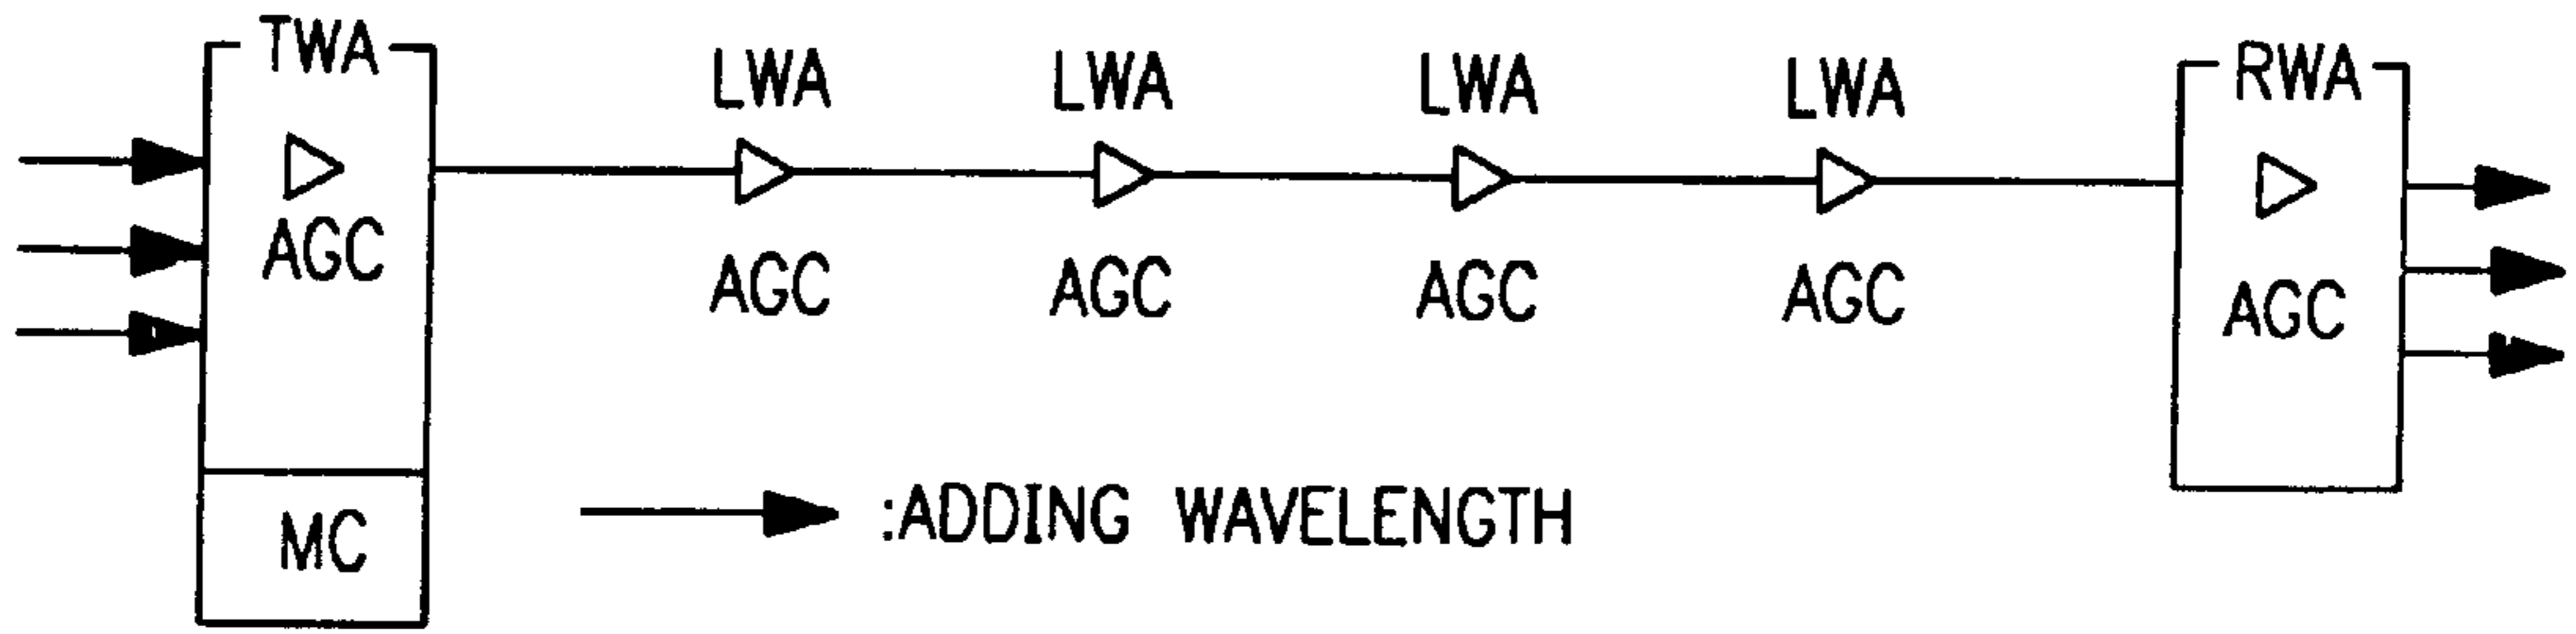 TWA
LWA LWA LWA LWA
RWA
AGC
AGC AGC AGC AGC
AGC
MC
:ADDING WAVELENGTH